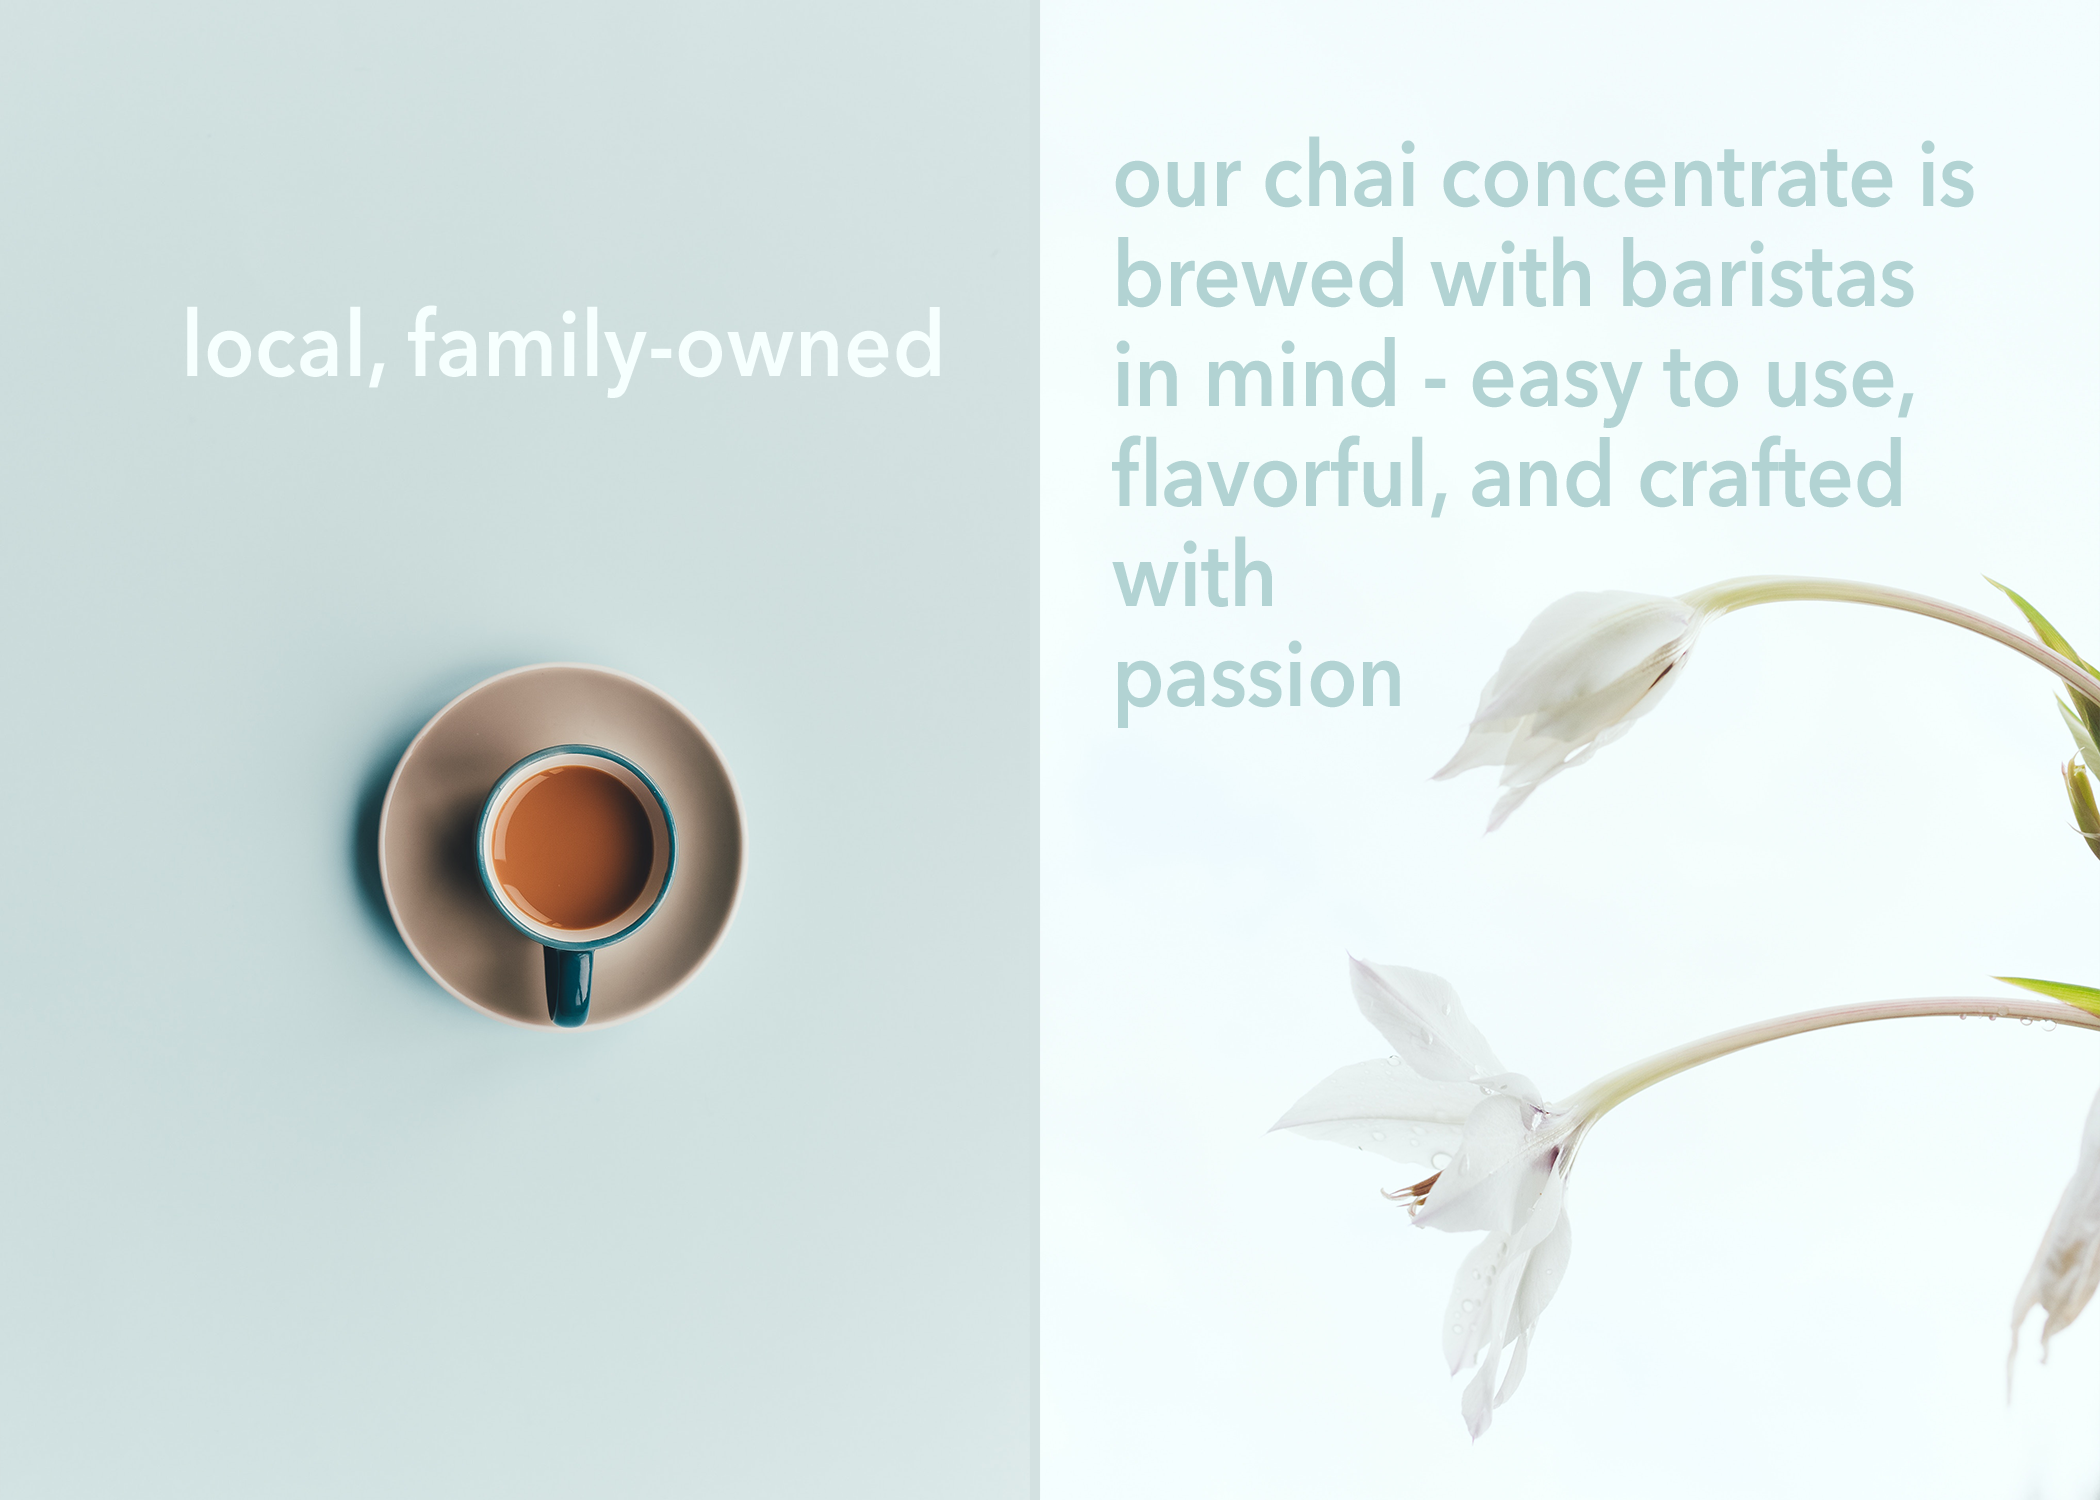 local, family-owned
our chai concentrate is
brewed with baristas
in mind - easy to use,
flavorful, and crafted
with
passion